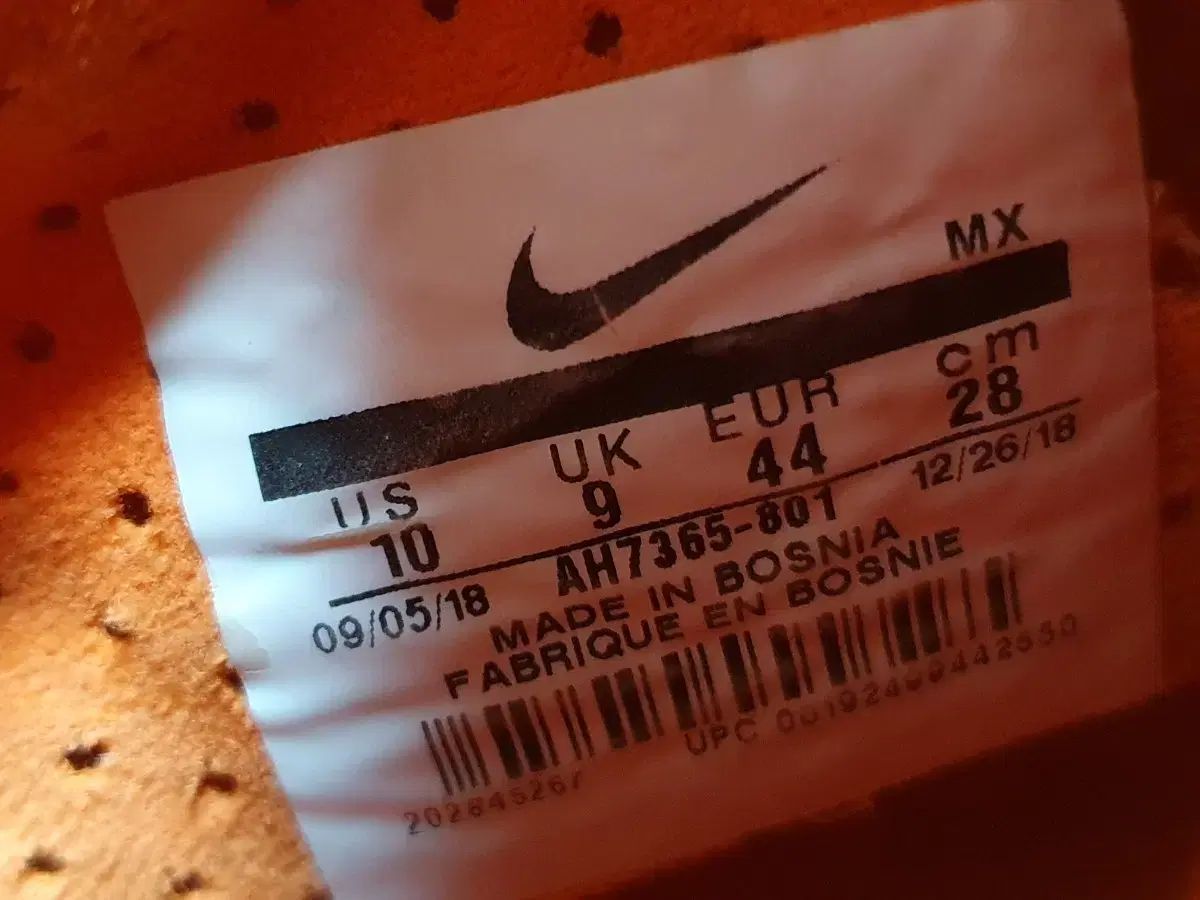 MX
US UK EUR cm
10 9 44 28
09/05/18 AH7365-801 12/26/18
MADE IN BOSNIA
FABRIQUE EN BOSNIE
UPC